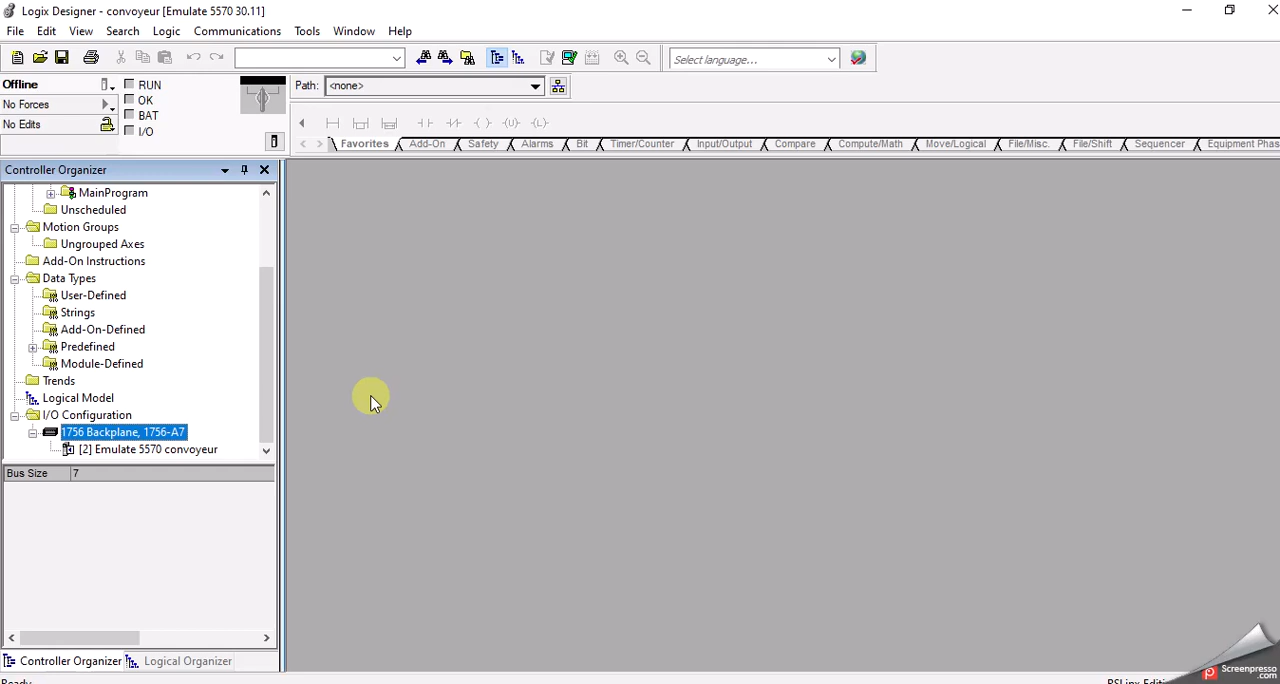 Logix Designer - convoyeur [Emulate 5570 30.11]
File Edit View Search Logic Communications Tools Window Help
Select language...
Offline
RUN
No Forces
OK
No Edits
BAT
I/O
Path: <none>
Favorites Add-On Safety Alarms Bit Timer/Counter Input/Output Compare Compute/Math Move/Logical File/Misc. File/Shift Sequencer Equipment Phas
Controller Organizer
MainProgram
Unscheduled
Motion Groups
Ungrouped Axes
Add-On Instructions
Data Types
User-Defined
Strings
Add-On-Defined
Predefined
Module-Defined
Trends
Logical Model
I/O Configuration
1756 Backplane, 1756-A7
[2] Emulate 5570 convoyeur
Bus Size 7
Controller Organizer Logical Organizer
Screenpresso
.com